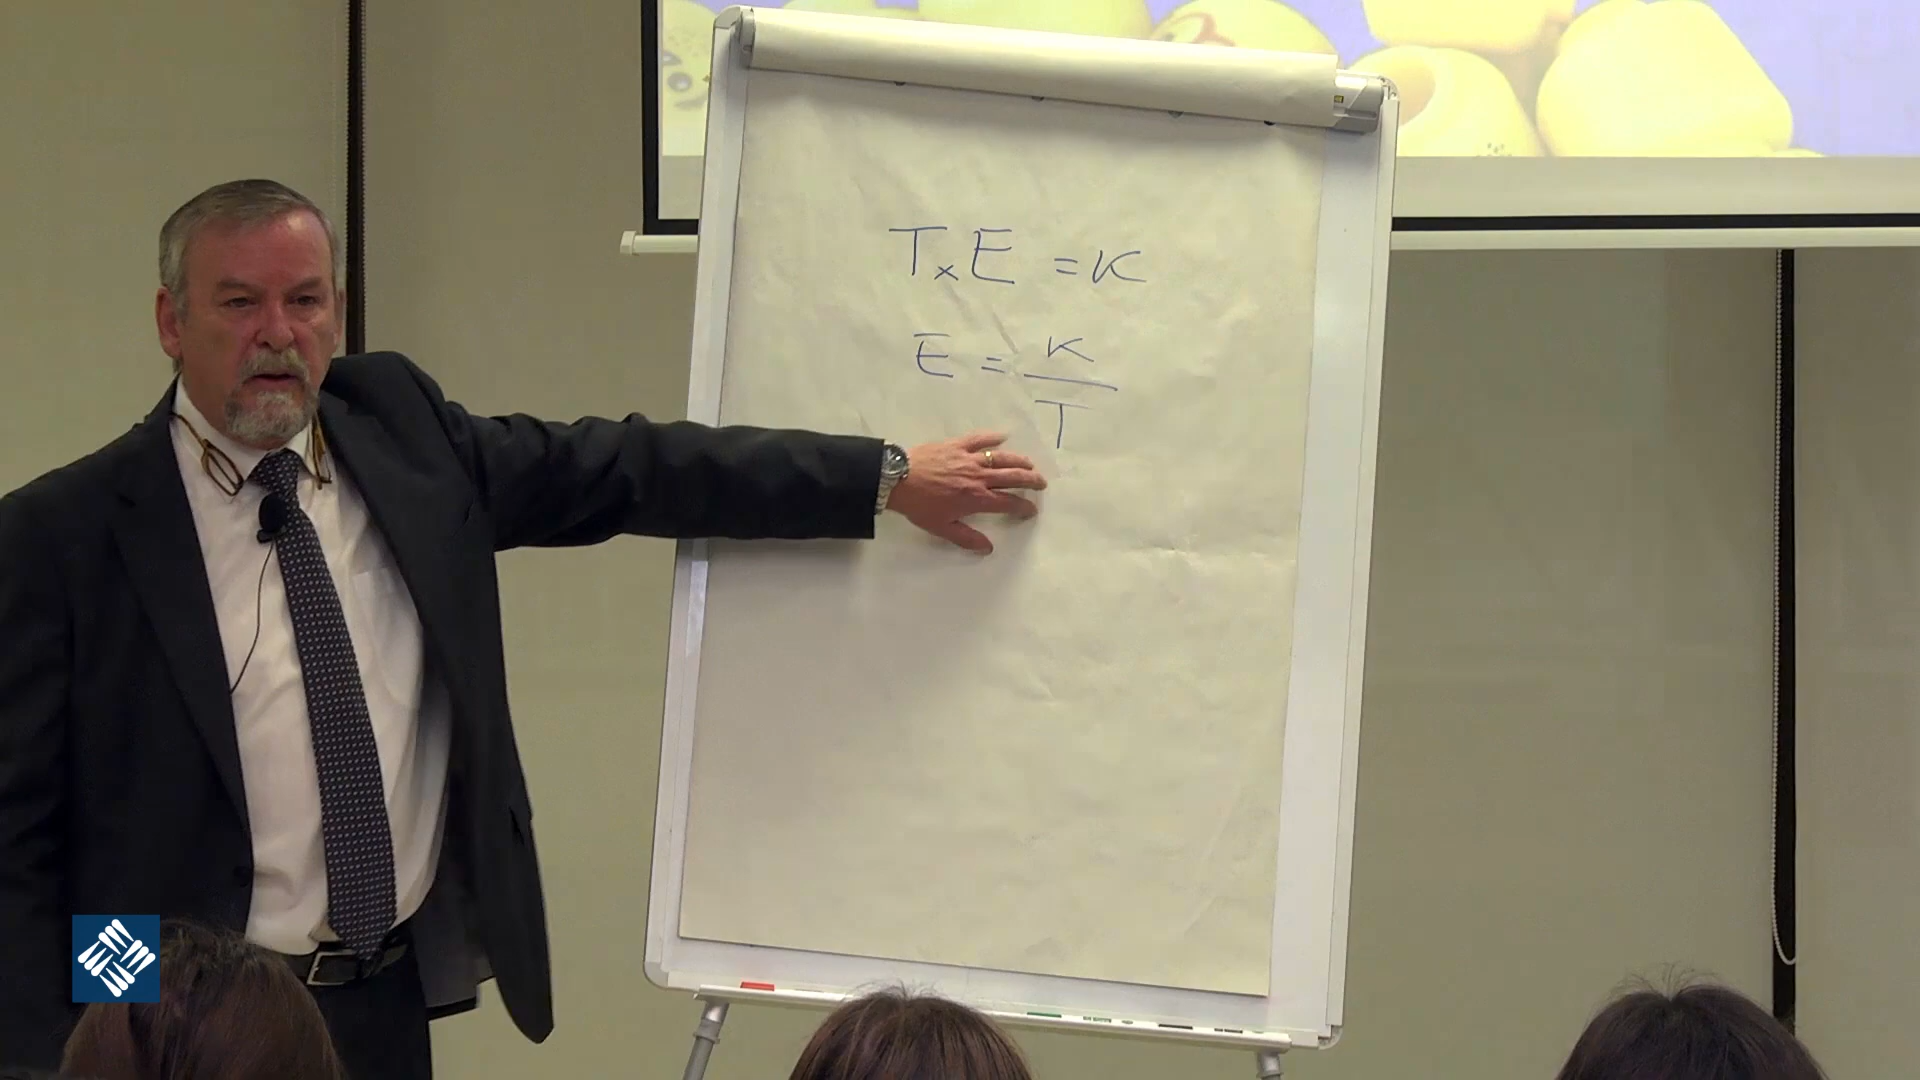 T x E = K
E = K
T